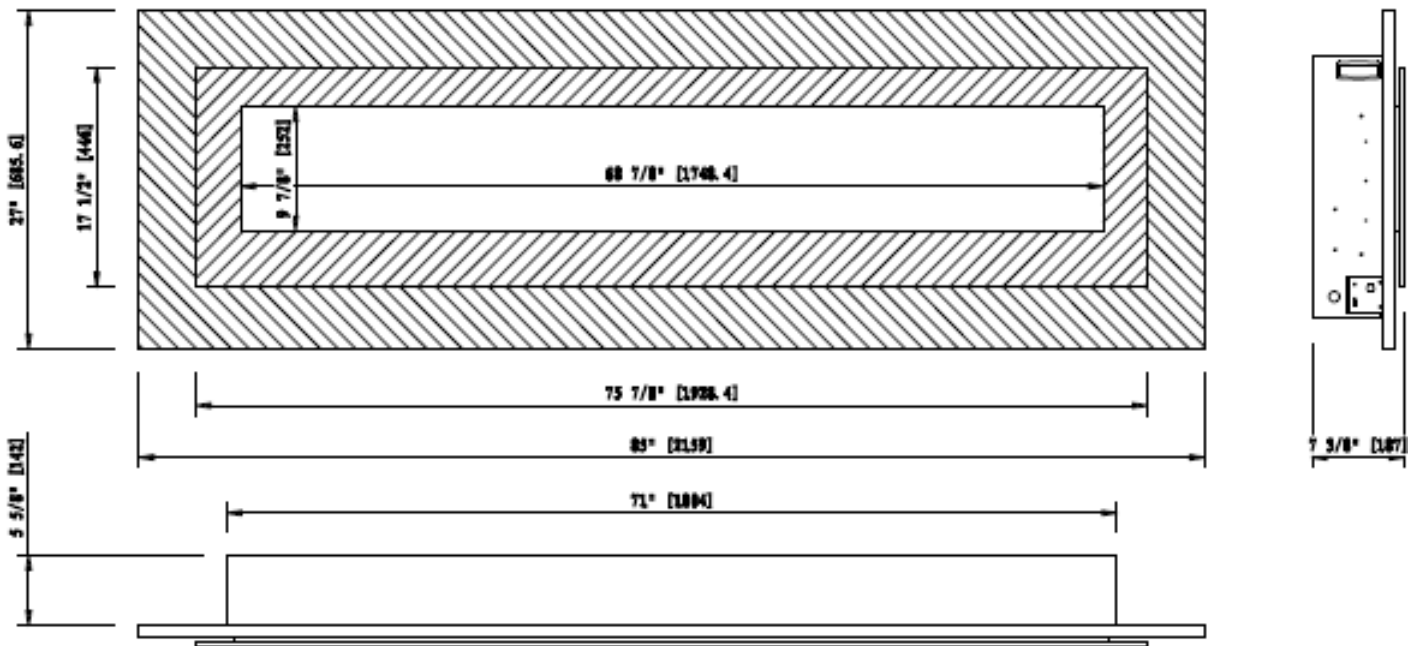 27" [685.6]
17 1/2" [446]
9 7/8" [252]
68 7/8" [1748.4]
75 7/8" [1928.4]
85" [2159]
7 3/8" [187]
5 5/8" [142]
71" [1804]